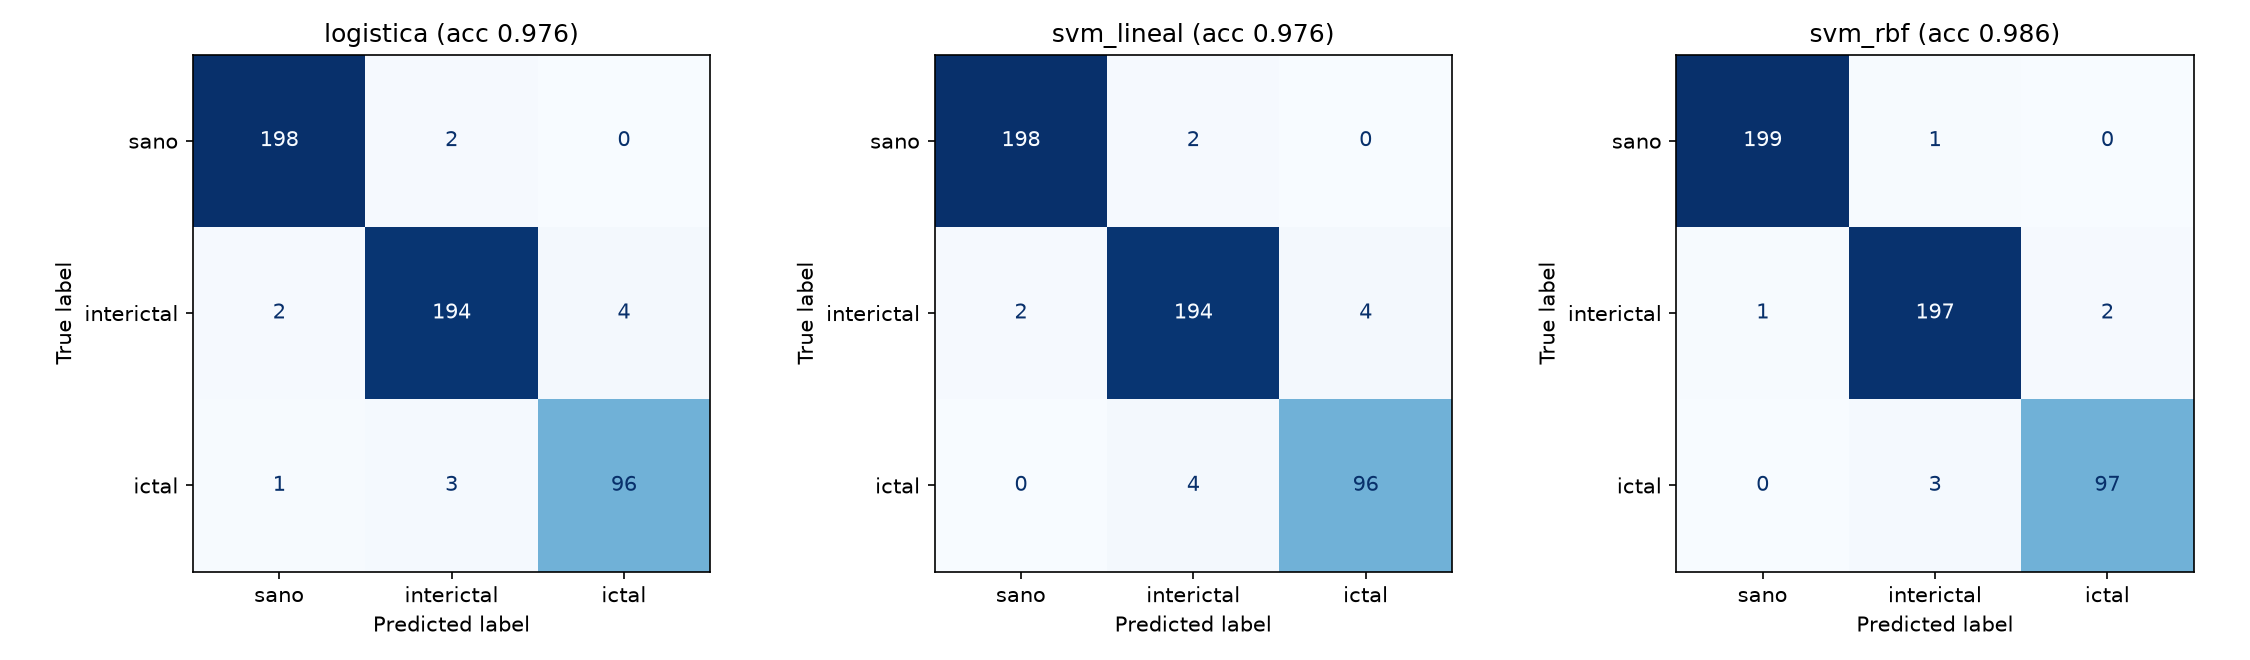 logistica (acc 0.976)
sano 198 2 0
interictal 2 194 4
ictal 1 3 96
sano interictal ictal
Predicted label
True label
svm_lineal (acc 0.976)
sano 198 2 0
interictal 2 194 4
ictal 0 4 96
sano interictal ictal
Predicted label
True label
svm_rbf (acc 0.986)
sano 199 1 0
interictal 1 197 2
ictal 0 3 97
sano interictal ictal
Predicted label
True label